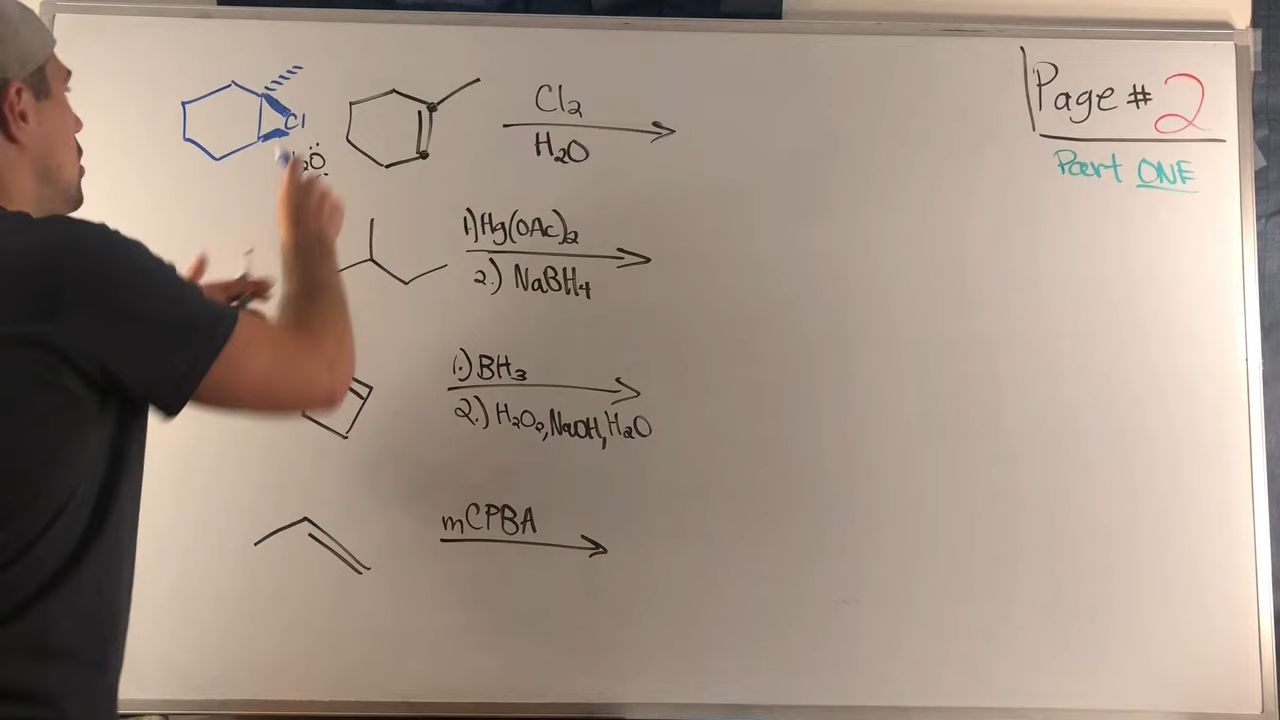 Page # 2
Part ONE
Cl
H₂O
Cl₂
H₂O
1.) Hg(OAc)₂
2.) NaBH₄
1.) BH₃
2.) H₂O₂, NaOH, H₂O
mCPBA